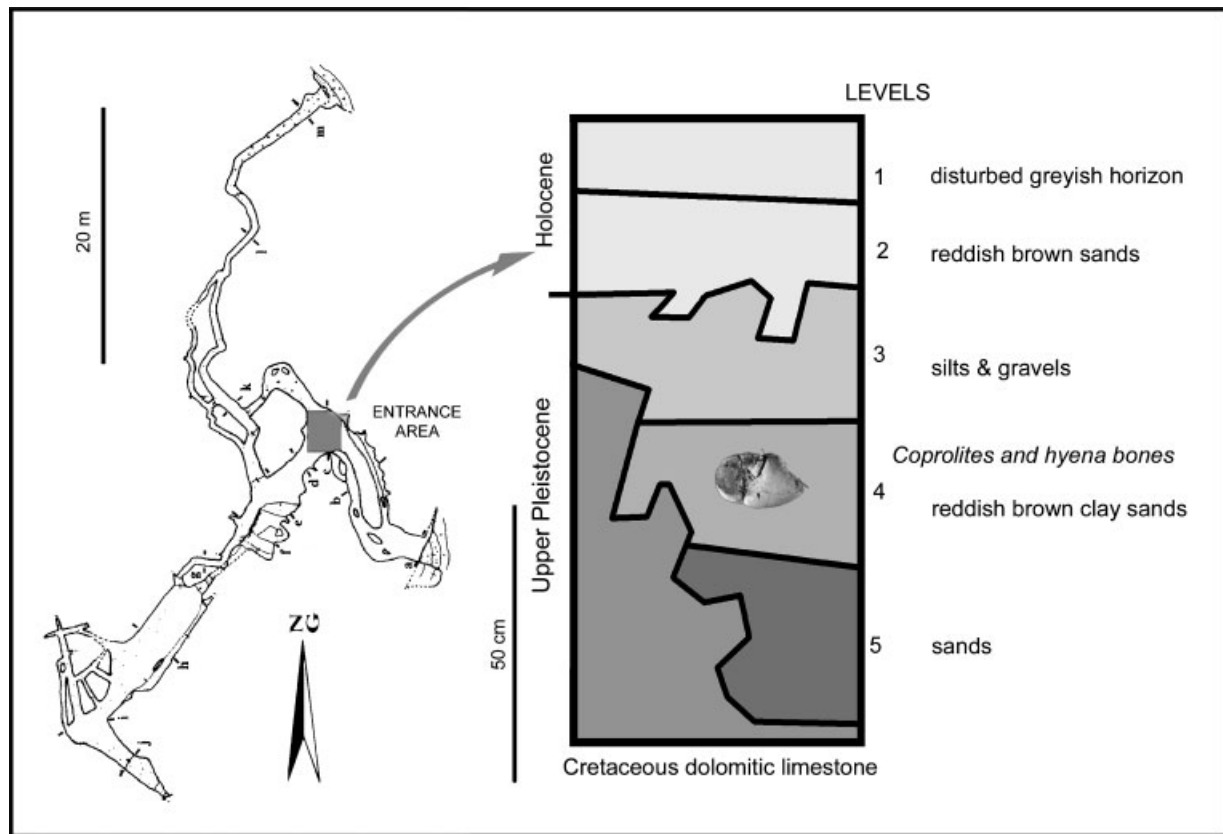 20 m
m
l
k
ENTRANCE
AREA
d
b
c
f
g
a
h
i
j
NG
50 cm
LEVELS
Holocene
Upper Pleistocene
1 disturbed greyish horizon
2 reddish brown sands
3 silts & gravels
Coprolites and hyena bones
4 reddish brown clay sands
5 sands
Cretaceous dolomitic limestone